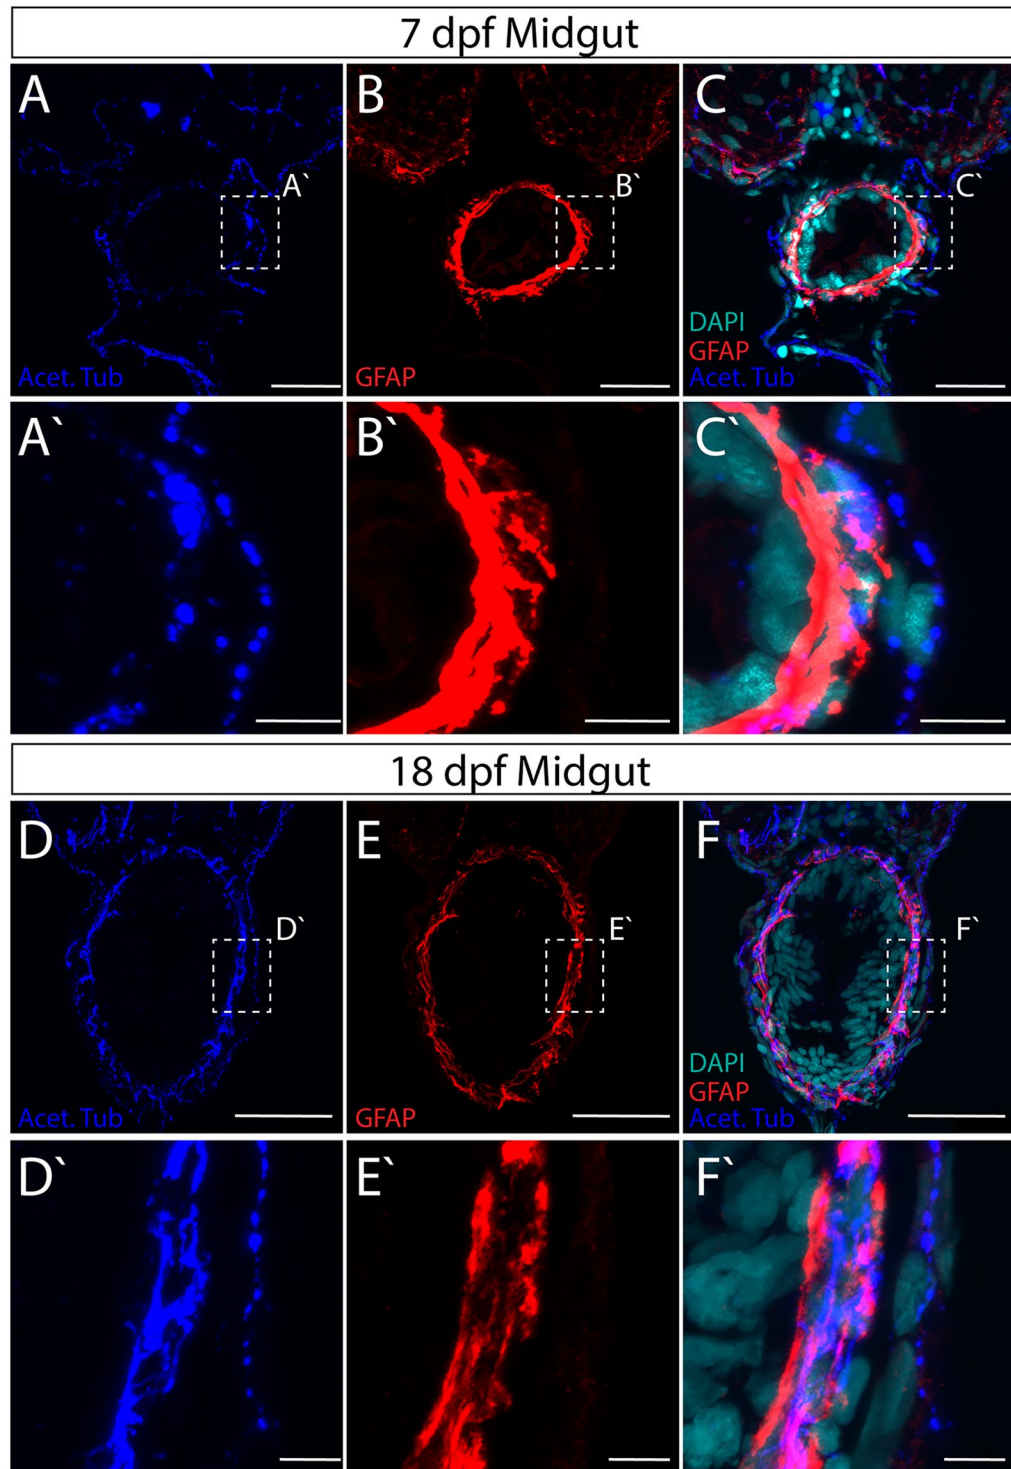 7 dpf Midgut
A
A`
Acet. Tub
B
B`
GFAP
C
C`
DAPI
GFAP
Acet. Tub
A`
B`
C`
18 dpf Midgut
D
D`
Acet. Tub
E
E`
GFAP
F
F`
DAPI
GFAP
Acet. Tub
D`
E`
F`